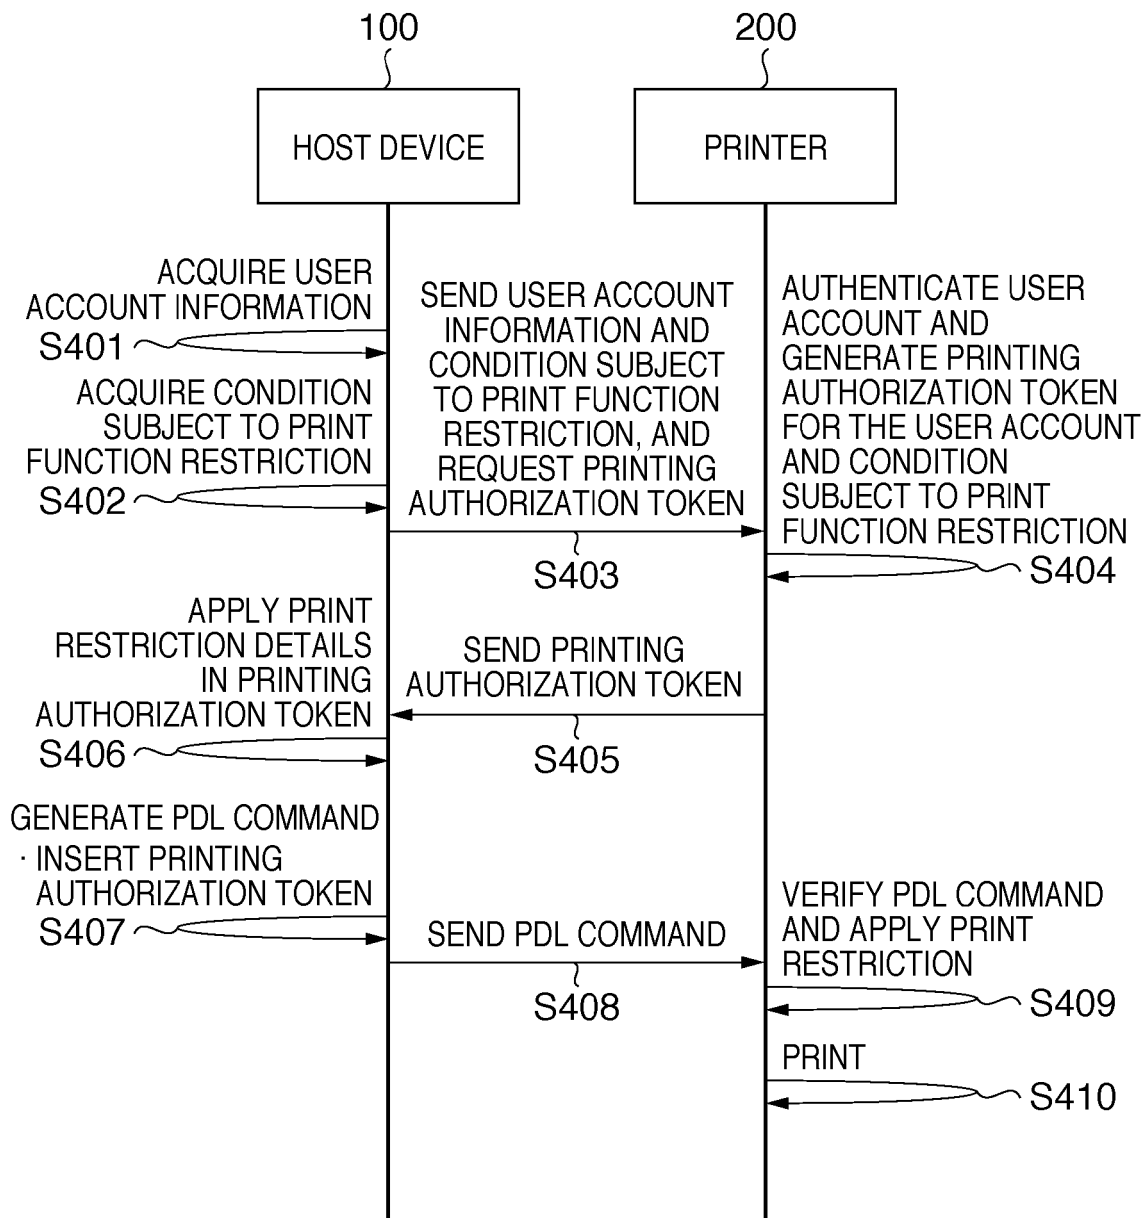 100
200
HOST DEVICE
PRINTER
ACQUIRE USER
ACCOUNT INFORMATION
S401
ACQUIRE CONDITION
SUBJECT TO PRINT
FUNCTION RESTRICTION
S402
SEND USER ACCOUNT
INFORMATION AND
CONDITION SUBJECT
TO PRINT FUNCTION
RESTRICTION, AND
REQUEST PRINTING
AUTHORIZATION TOKEN
S403
AUTHENTICATE USER
ACCOUNT AND
GENERATE PRINTING
AUTHORIZATION TOKEN
FOR THE USER ACCOUNT
AND CONDITION
SUBJECT TO PRINT
FUNCTION RESTRICTION
S404
SEND PRINTING
AUTHORIZATION TOKEN
S405
APPLY PRINT
RESTRICTION DETAILS
IN PRINTING
AUTHORIZATION TOKEN
S406
GENERATE PDL COMMAND
· INSERT PRINTING
AUTHORIZATION TOKEN
S407
SEND PDL COMMAND
S408
VERIFY PDL COMMAND
AND APPLY PRINT
RESTRICTION
S409
PRINT
S410